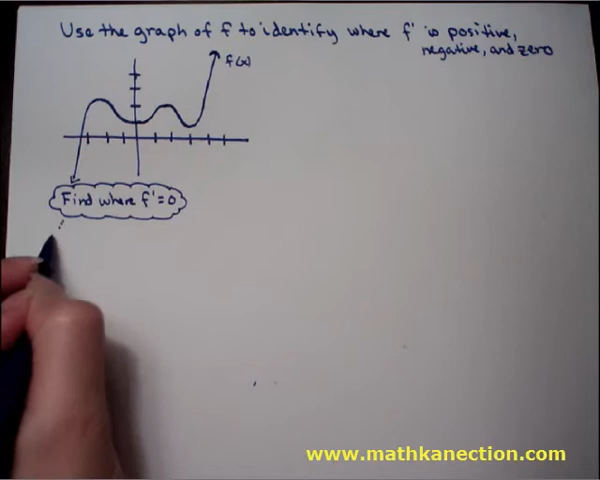 Use the graph of f to identify where f' is positive,
negative, and zero
f(x)
Find where f' = 0
www.mathkanection.com